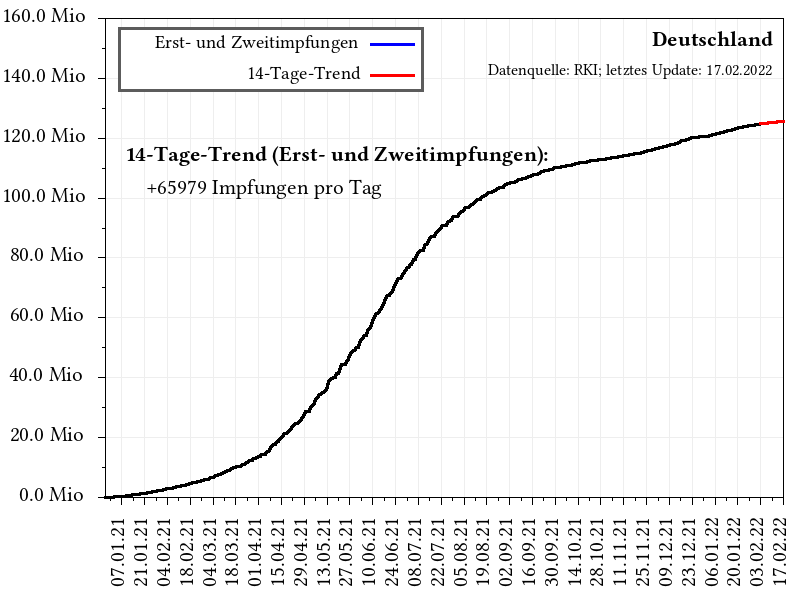 160.0 Mio
140.0 Mio
120.0 Mio
100.0 Mio
80.0 Mio
60.0 Mio
40.0 Mio
20.0 Mio
0.0 Mio
Erst- und Zweitimpfungen
14-Tage-Trend
Deutschland
Datenquelle: RKI; letztes Update: 17.02.2022
14-Tage-Trend (Erst- und Zweitimpfungen):
+65979 Impfungen pro Tag
07.01.21
21.01.21
04.02.21
18.02.21
04.03.21
18.03.21
01.04.21
15.04.21
29.04.21
13.05.21
27.05.21
10.06.21
24.06.21
08.07.21
22.07.21
05.08.21
19.08.21
02.09.21
16.09.21
30.09.21
14.10.21
28.10.21
11.11.21
25.11.21
09.12.21
23.12.21
06.01.22
20.01.22
03.02.22
17.02.22